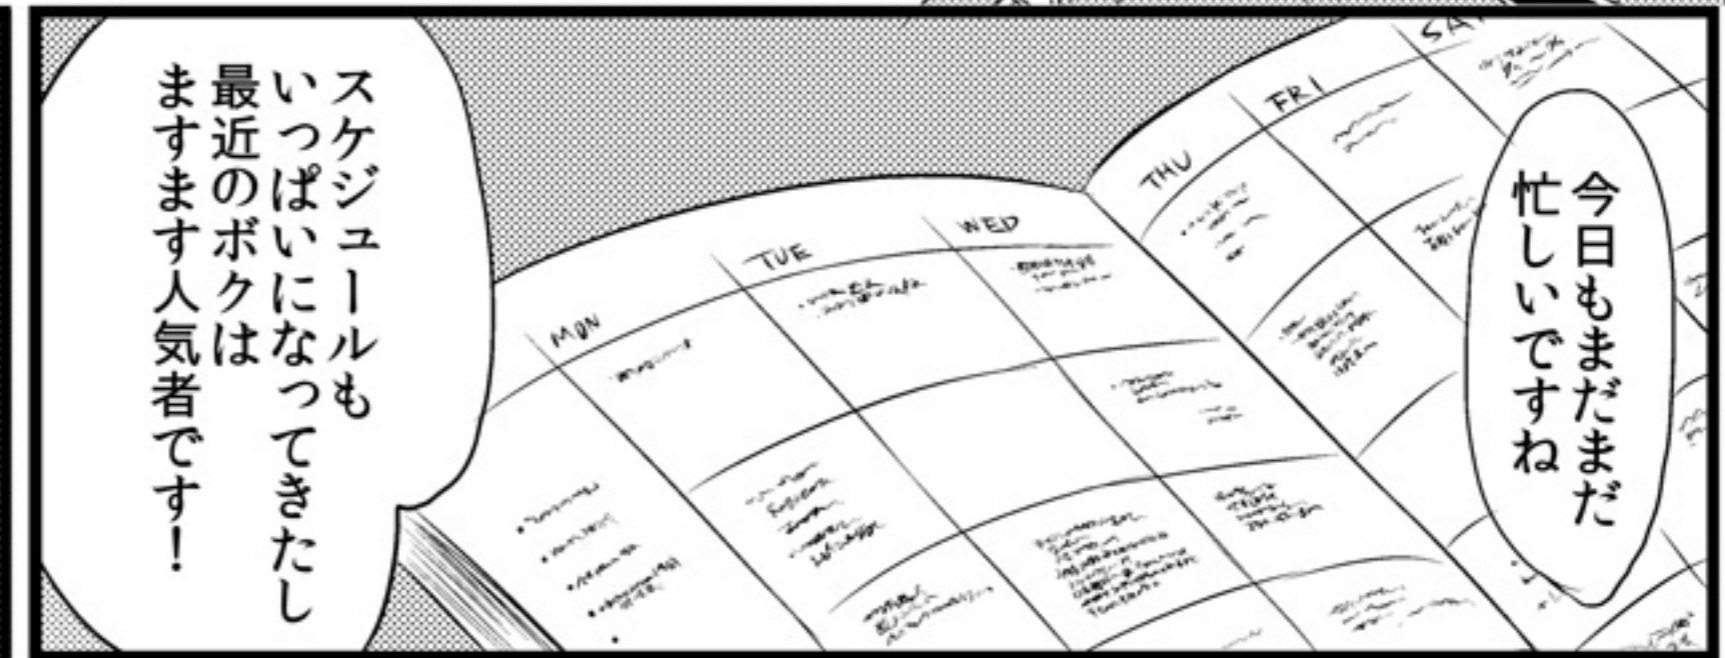 今日もまだまだ
忙しいですね
スケジュールも
いっぱいになってきたし
最近のボクは
ますます人気者です!
MON
TUE
WED
THU
FRI